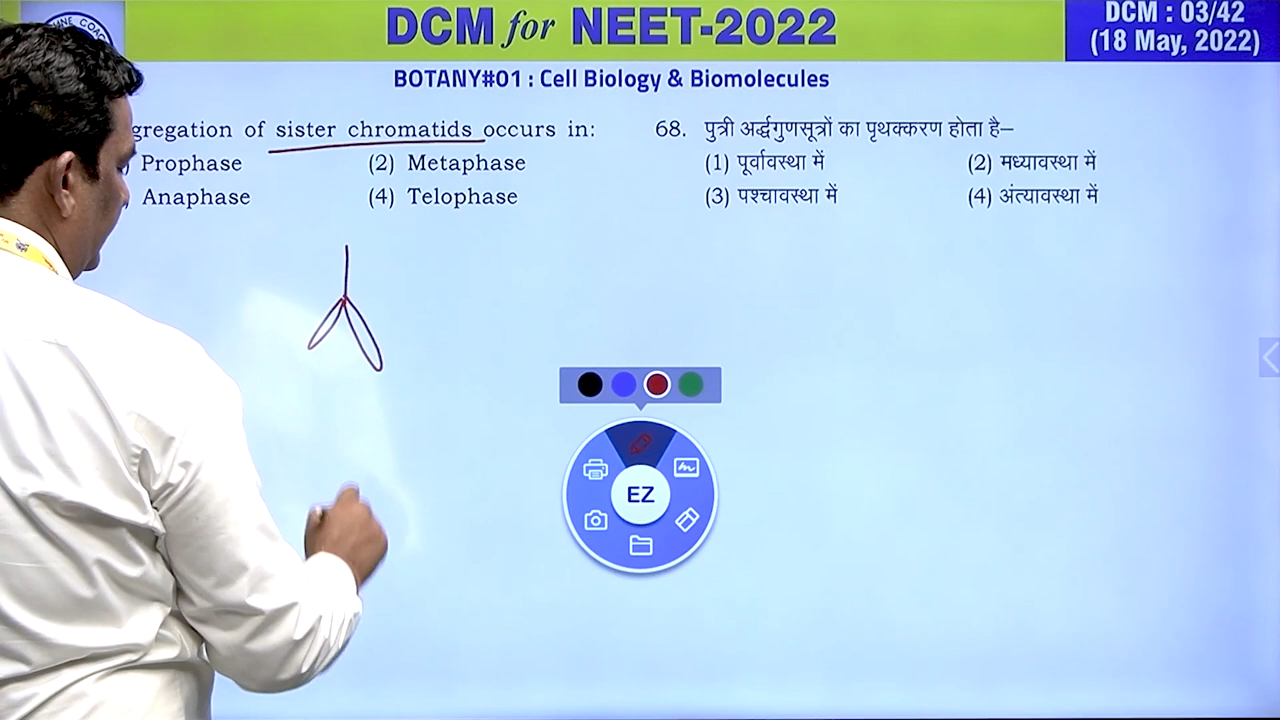 DCM for NEET-2022
DCM : 03/42
(18 May, 2022)
BOTANY#01 : Cell Biology & Biomolecules
gregation of sister chromatids occurs in:
Prophase (2) Metaphase
Anaphase (4) Telophase
68. पुत्री अर्द्धगुणसूत्रों का पृथक्करण होता है–
(1) पूर्वावस्था में (2) मध्यावस्था में
(3) पश्चावस्था में (4) अंत्यावस्था में
EZ